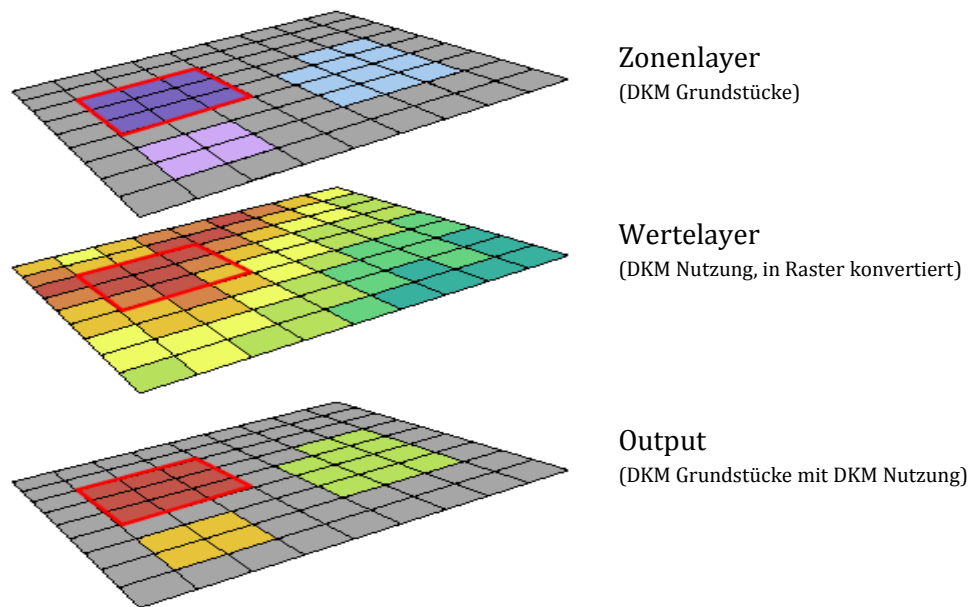 Zonenlayer
(DKM Grundstücke)
Wertelayer
(DKM Nutzung, in Raster konvertiert)
Output
(DKM Grundstücke mit DKM Nutzung)